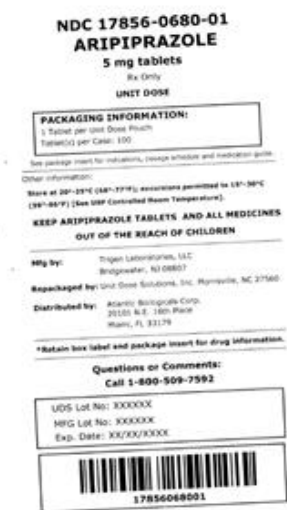 NDC 17856-0680-01
ARIPIPRAZOLE
5 mg tablets
Rx Only
UNIT DOSE
PACKAGING INFORMATION:
1 Tablet per Unit Dose Pouch
Tablet(s) per Case: 100
See package insert for indications, dosage schedule and medication guide.
Other information:
Store at 20°-25°C (68°-77°F); excursions permitted to 15°-30°C
(59°-86°F) [See USP Controlled Room Temperature].
KEEP ARIPIPRAZOLE TABLETS AND ALL MEDICINES
OUT OF THE REACH OF CHILDREN
Mfg by: Trigen Laboratories, LLC
Bridgewater, NJ 08807
Repackaged by: Unit Dose Solutions, Inc. Morrisville, NC 27560
Distributed by: Atlantic Biologicals Corp.
20101 N.E. 16th Place
Miami, FL 33179
*Retain box label and package insert for drug information.
Questions or Comments:
Call 1-800-509-7592
UDS Lot No: XXXXXX
MFG Lot No: XXXXXX
Exp. Date: XX/XX/XXXX
17856068001